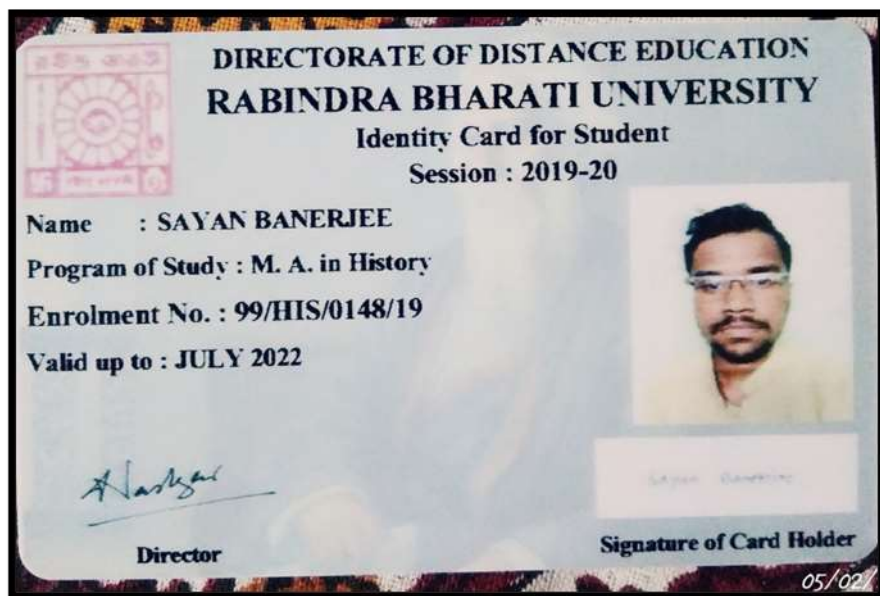 DIRECTORATE OF DISTANCE EDUCATION
RABINDRA BHARATI UNIVERSITY
Identity Card for Student
Session : 2019-20
Name : SAYAN BANERJEE
Program of Study : M. A. in History
Enrolment No. : 99/HIS/0148/19
Valid up to : JULY 2022
Sayan Banerjee
Director
Signature of Card Holder
05/02/